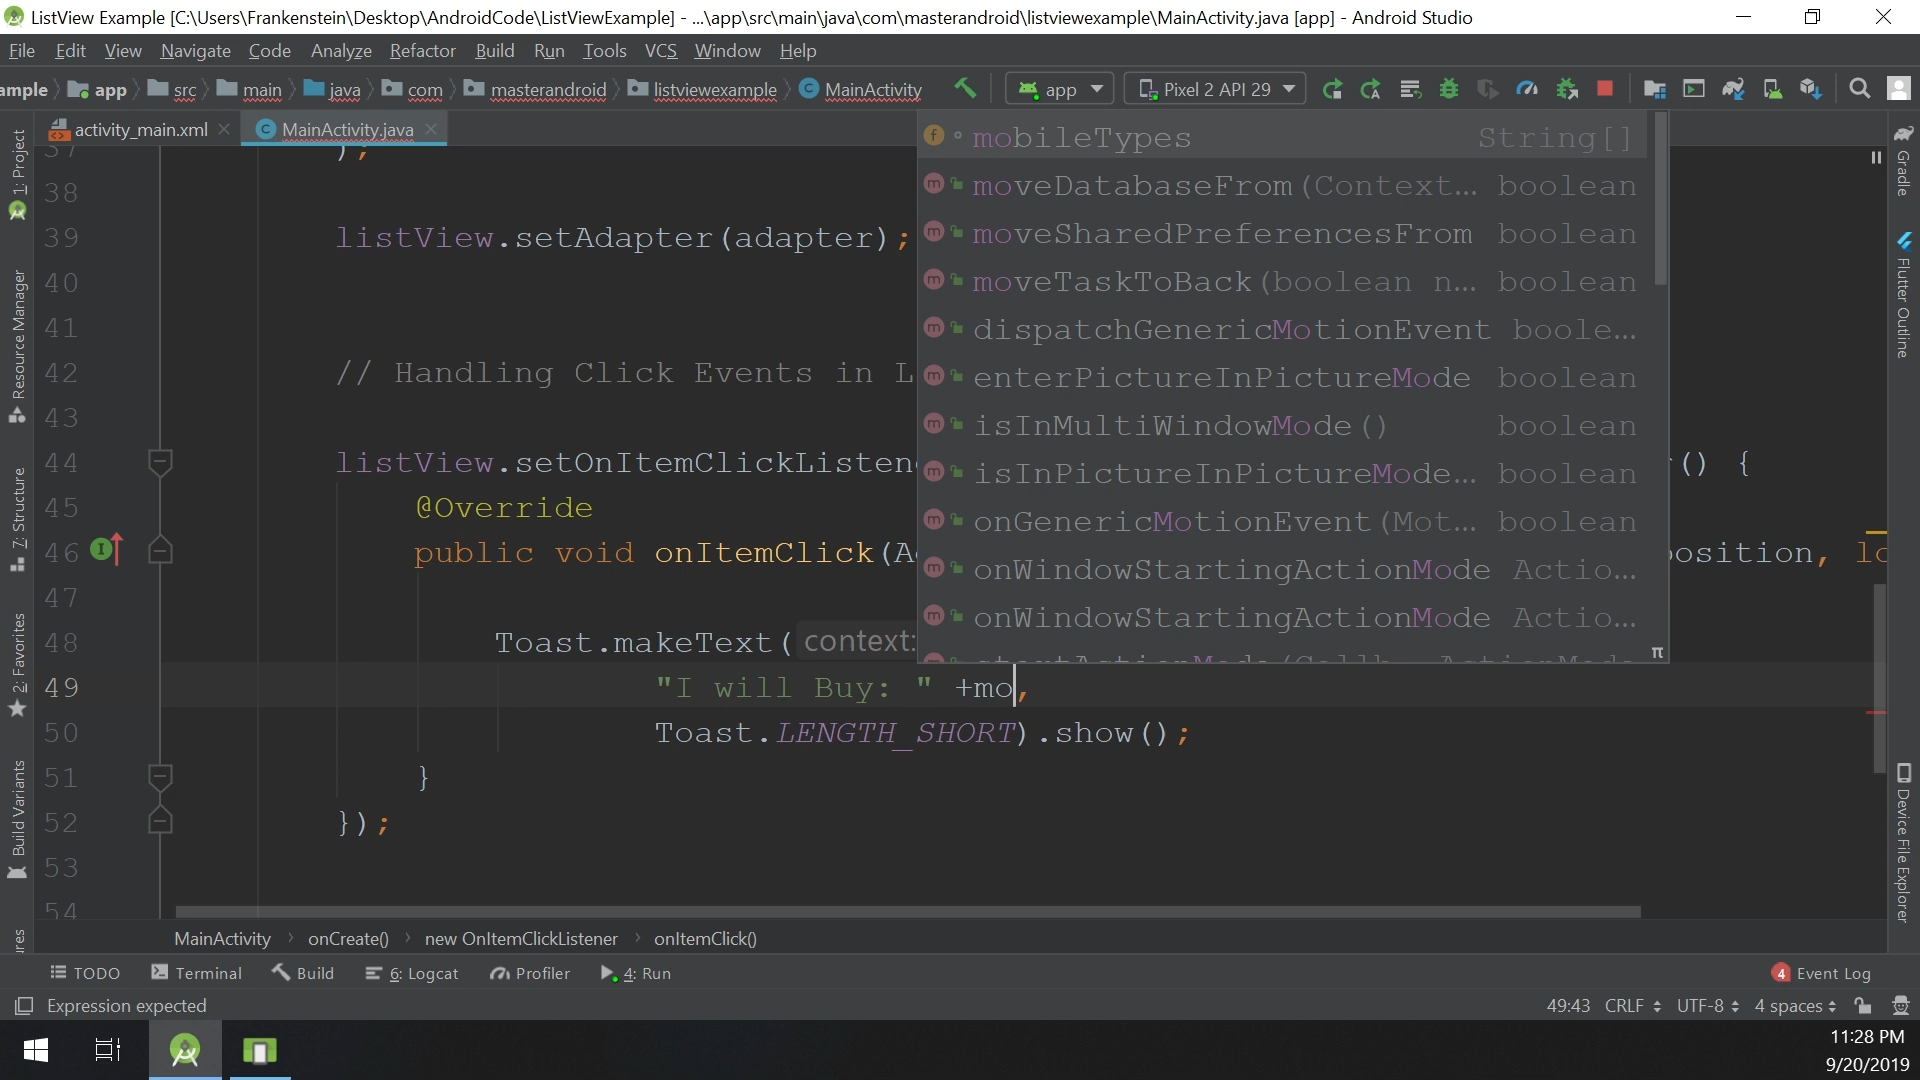 ListView Example [C:\Users\Frankenstein\Desktop\AndroidCode\ListViewExample] - ...\app\src\main\java\com\masterandroid\listviewexample\MainActivity.java [app] - Android Studio
File Edit View Navigate Code Analyze Refactor Build Run Tools VCS Window Help
ample app src main java com masterandroid listviewexample MainActivity app Pixel 2 API 29
activity_main.xml MainActivity.java
1: Project
Resource Manager
7: Structure
2: Favorites
Build Variants
37 );
38
39 listView.setAdapter(adapter);
40
41
42 // Handling Click Events in L
43
44 listView.setOnItemClickListene () {
45 @Override
46 public void onItemClick(A osition, lo
47
48 Toast.makeText( context:
49 "I will Buy: " +mo,
50 Toast.LENGTH_SHORT).show();
51 }
52 });
53
54
mobileTypes String[]
moveDatabaseFrom(Context... boolean
moveSharedPreferencesFrom boolean
moveTaskToBack(boolean n... boolean
dispatchGenericMotionEvent boole...
enterPictureInPictureMode boolean
isInMultiWindowMode() boolean
isInPictureInPictureMode... boolean
onGenericMotionEvent(Mot... boolean
onWindowStartingActionMode Actio...
onWindowStartingActionMode Actio...
π
Gradle
Flutter Outline
Device File Explorer
MainActivity onCreate() new OnItemClickListener onItemClick()
TODO Terminal Build 6: Logcat Profiler 4: Run 4 Event Log
Expression expected 49:43 CRLF UTF-8 4 spaces
11:28 PM
9/20/2019